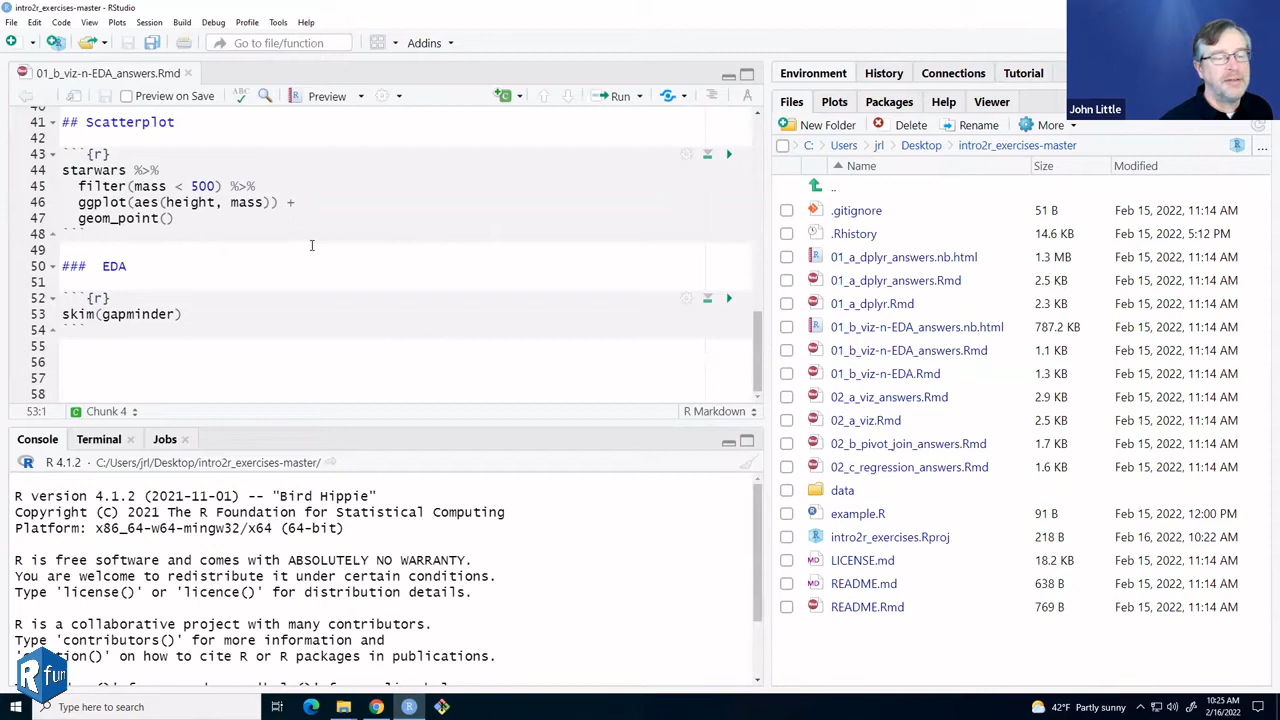 intro2r_exercises-master - RStudio
File Edit Code View Plots Session Build Debug Profile Tools Help
Go to file/function Addins
01_b_viz-n-EDA_answers.Rmd
Preview on Save ABC Preview Run
41 ## Scatterplot
42
43 ```{r}
44 starwars %>%
45 filter(mass < 500) %>%
46 ggplot(aes(height, mass)) +
47 geom_point()
48 ```
49
50 ### EDA
51
52 ```{r}
53 skim(gapminder)
54 ```
55
56
57
58
53:1 Chunk 4 R Markdown
Console Terminal Jobs
R 4.1.2 · C:/Users/jrl/Desktop/intro2r_exercises-master/
R version 4.1.2 (2021-11-01) -- "Bird Hippie"
Copyright (C) 2021 The R Foundation for Statistical Computing
Platform: x86_64-w64-mingw32/x64 (64-bit)
R is free software and comes with ABSOLUTELY NO WARRANTY.
You are welcome to redistribute it under certain conditions.
Type 'license()' or 'licence()' for distribution details.
R is a collaborative project with many contributors.
Type 'contributors()' for more information and
on how to cite R or R packages in publications.
R fun
Environment History Connections Tutorial
John Little
Files Plots Packages Help Viewer
New Folder Delete Rename More
C: Users jrl Desktop intro2r_exercises-master ...
Name Size Modified
..
.gitignore 51 B Feb 15, 2022, 11:14 AM
.Rhistory 14.6 KB Feb 15, 2022, 5:12 PM
01_a_dplyr_answers.nb.html 1.3 MB Feb 15, 2022, 11:14 AM
01_a_dplyr_answers.Rmd 2.5 KB Feb 15, 2022, 11:14 AM
01_a_dplyr.Rmd 2.3 KB Feb 15, 2022, 11:14 AM
01_b_viz-n-EDA_answers.nb.html 787.2 KB Feb 15, 2022, 11:14 AM
01_b_viz-n-EDA_answers.Rmd 1.1 KB Feb 15, 2022, 11:14 AM
01_b_viz-n-EDA.Rmd 1.3 KB Feb 15, 2022, 11:14 AM
02_a_viz_answers.Rmd 2.9 KB Feb 15, 2022, 11:14 AM
02_a_viz.Rmd 2.5 KB Feb 15, 2022, 11:14 AM
02_b_pivot_join_answers.Rmd 1.7 KB Feb 15, 2022, 11:14 AM
02_c_regression_answers.Rmd 1.6 KB Feb 15, 2022, 11:14 AM
data
example.R 91 B Feb 15, 2022, 12:00 PM
intro2r_exercises.Rproj 218 B Feb 16, 2022, 10:22 AM
LICENSE.md 18.2 KB Feb 15, 2022, 11:14 AM
README.md 638 B Feb 15, 2022, 11:14 AM
README.Rmd 769 B Feb 15, 2022, 11:14 AM
Type here to search
42°F Partly sunny
10:25 AM
2/16/2022